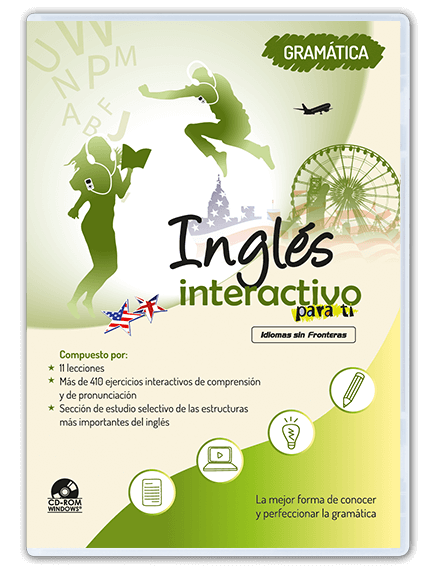 GRAMÁTICA
U W
N P M
A B F J
Inglés
interactivo
para ti
Idiomas sin Fronteras
Compuesto por:
11 lecciones
Más de 410 ejercicios interactivos de comprensión
y de pronunciación
Sección de estudio selectivo de las estructuras
más importantes del inglés
CD-ROM
WINDOWS®
La mejor forma de conocer
y perfeccionar la gramática